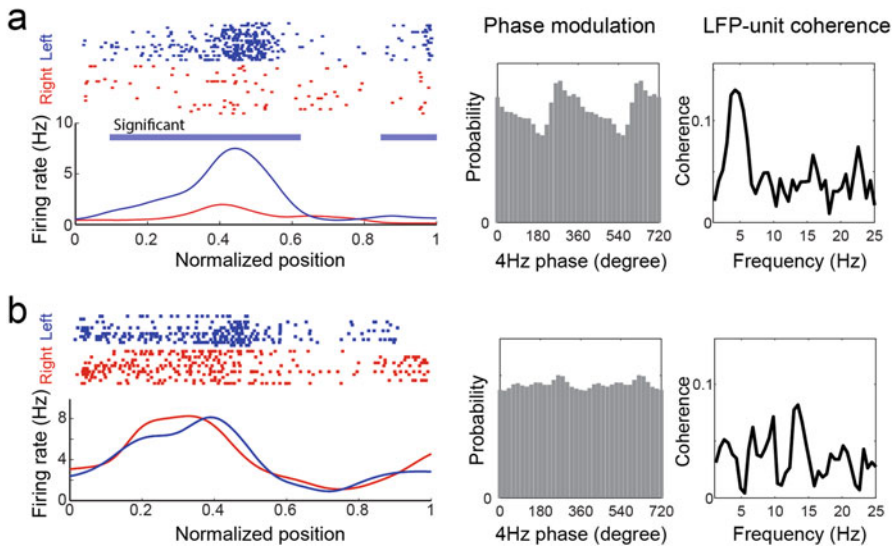 a
Left
Right
Significant
Firing rate (Hz)
10
5
0
0
0.2
0.4
0.6
0.8
1
Normalized position
Phase modulation
Probability
0
0
180
360
540
720
4Hz phase (degree)
LFP-unit coherence
Coherence
0.1
0
5
10
15
20
25
Frequency (Hz)
b
Left
Right
Firing rate (Hz)
8
4
0
0
0.2
0.4
0.6
0.8
1
Normalized position
Probability
0
0
180
360
540
720
4Hz phase (degree)
Coherence
0.1
0
5
10
15
20
25
Frequency (Hz)